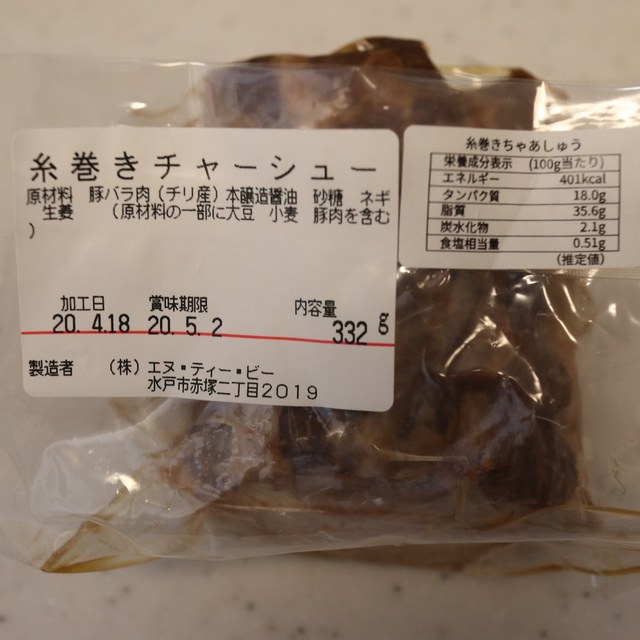 糸巻きチャーシュー
原材料 豚バラ肉(チリ産)本醸造醤油 砂糖 ネギ
生姜 (原材料の一部に大豆 小麦 豚肉を含む
)
加工日 賞味期限 内容量
20.4.18 20.5.2 332g
製造者 (株)エヌ・ティー・ビー
水戸市赤塚二丁目2019
糸巻きちゃあしゅう
栄養成分表示 (100g当たり)
エネルギー 401kcal
タンパク質 18.0g
脂質 35.6g
炭水化物 2.1g
食塩相当量 0.51g
(推定値)